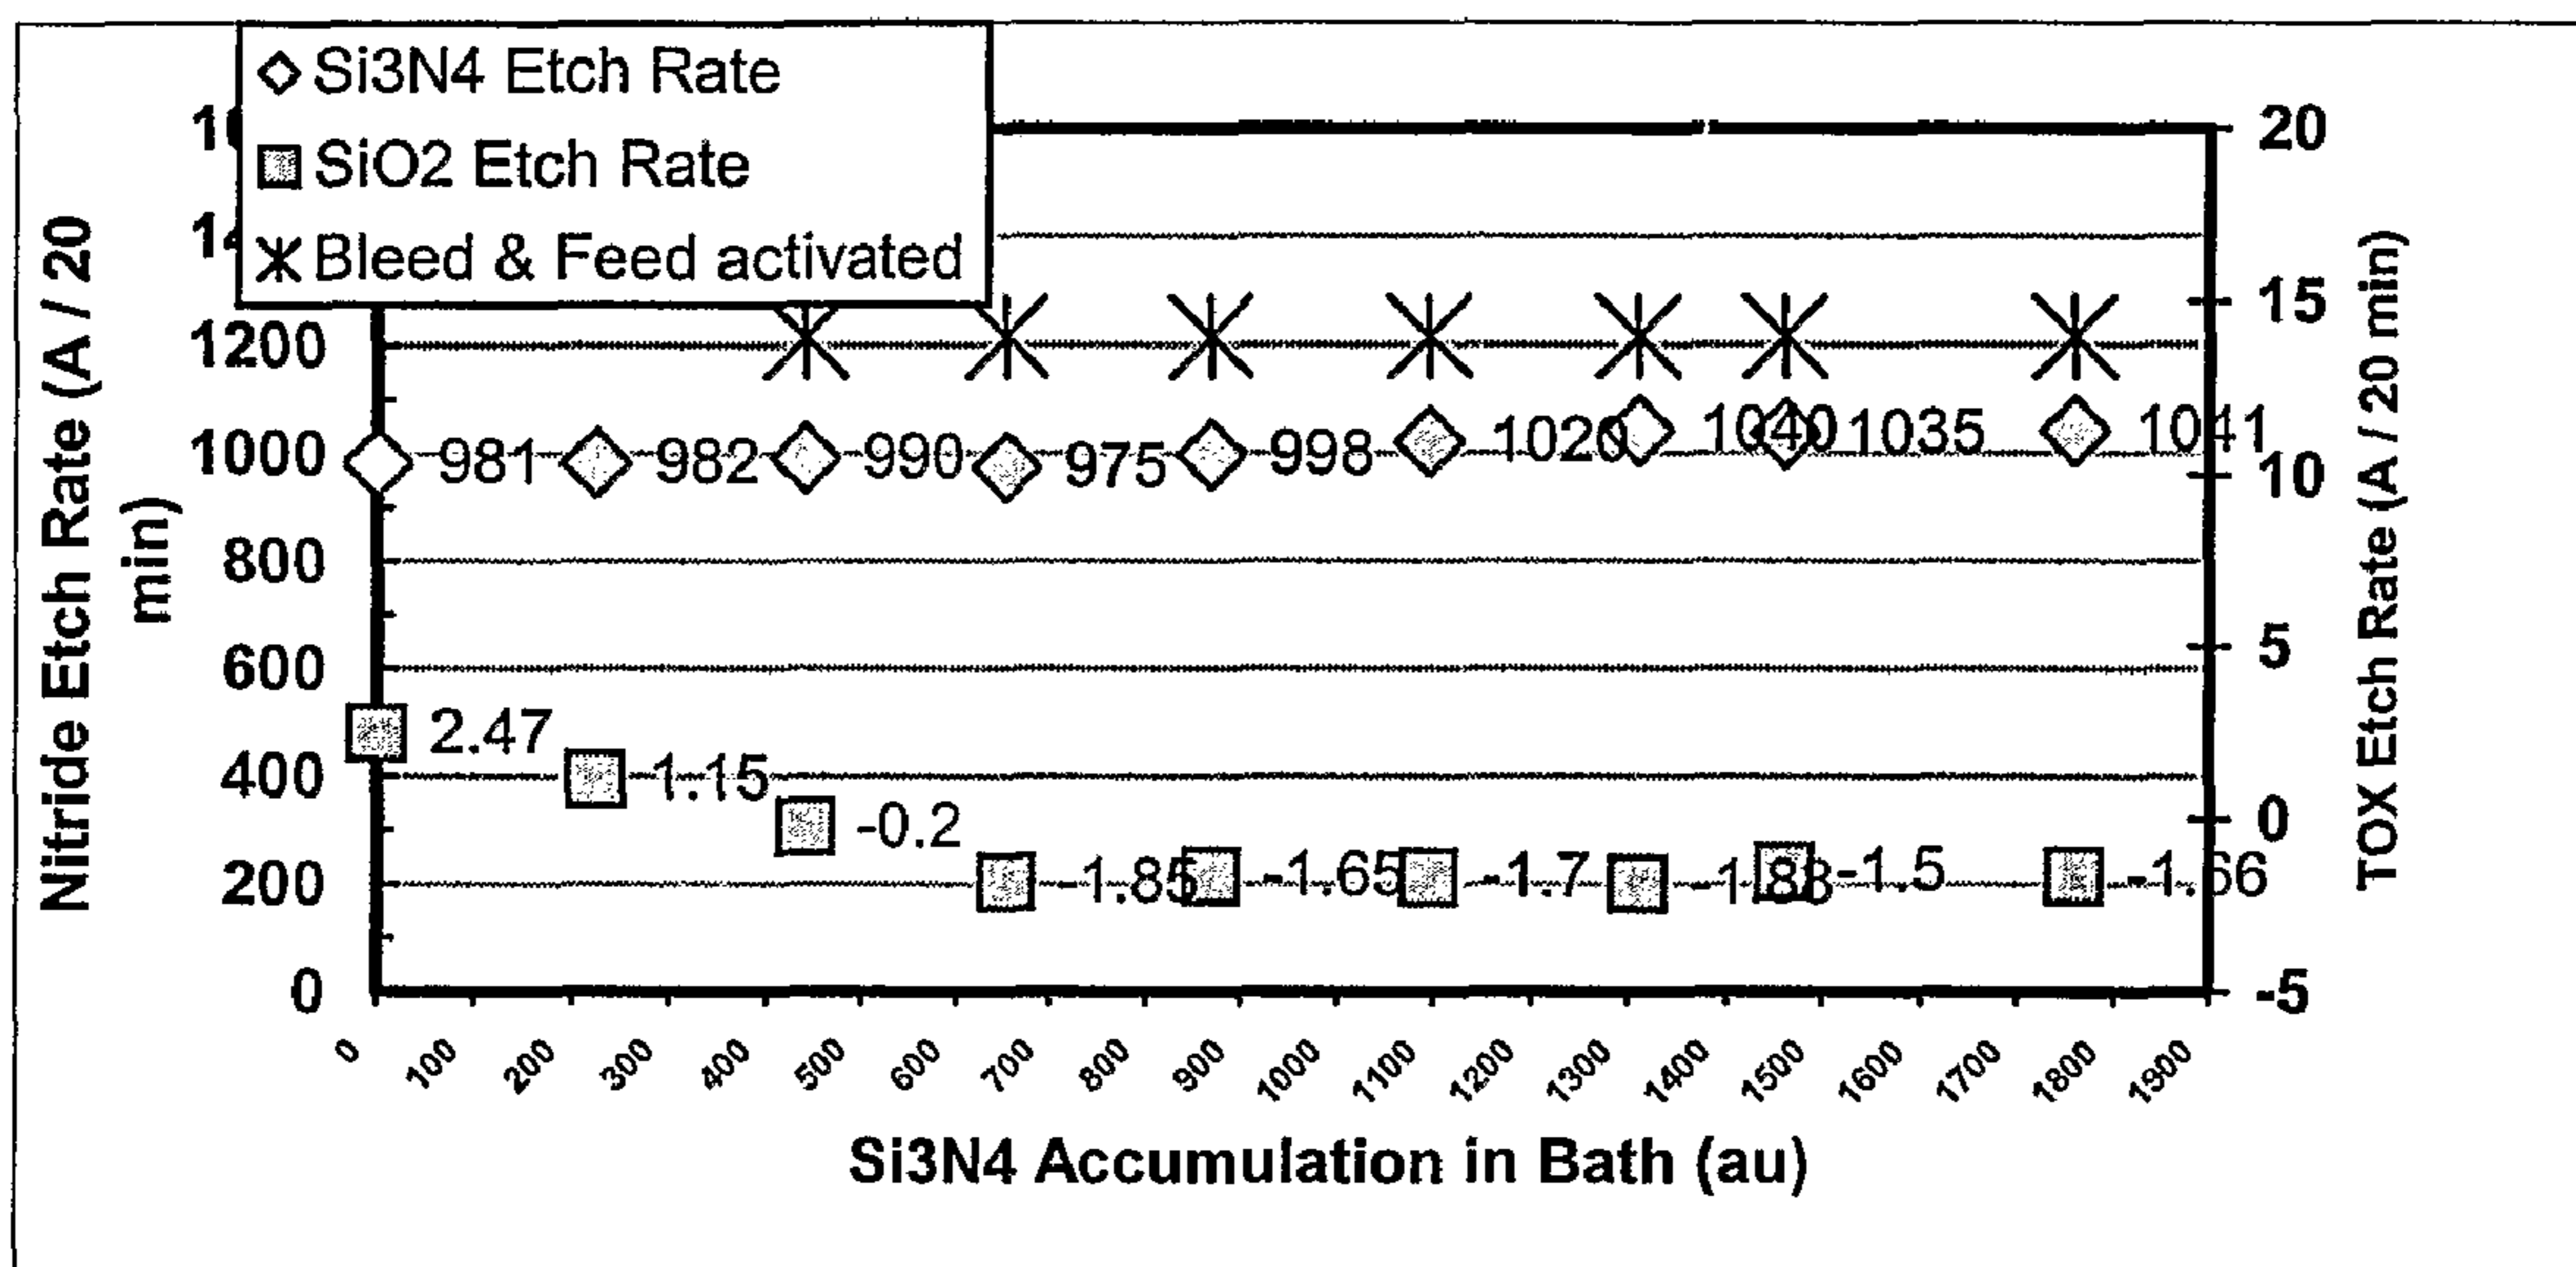 Si3N4 Etch Rate
SiO2 Etch Rate
Bleed & Feed activated
Nitride Etch Rate (A / 20
min)
1200
1000
800
600
400
200
0
20
15
10
5
0
-5
TOX Etch Rate (A / 20 min)
981 982 990 975 998 1020 1040 1035 1041
2.47 1.15 -0.2 -1.85 -1.65 -1.7 -1.83 -1.5 -1.66
0 100 200 300 400 500 600 700 800 900 1000 1100 1200 1300 1400 1500 1600 1700 1800 1900
Si3N4 Accumulation in Bath (au)